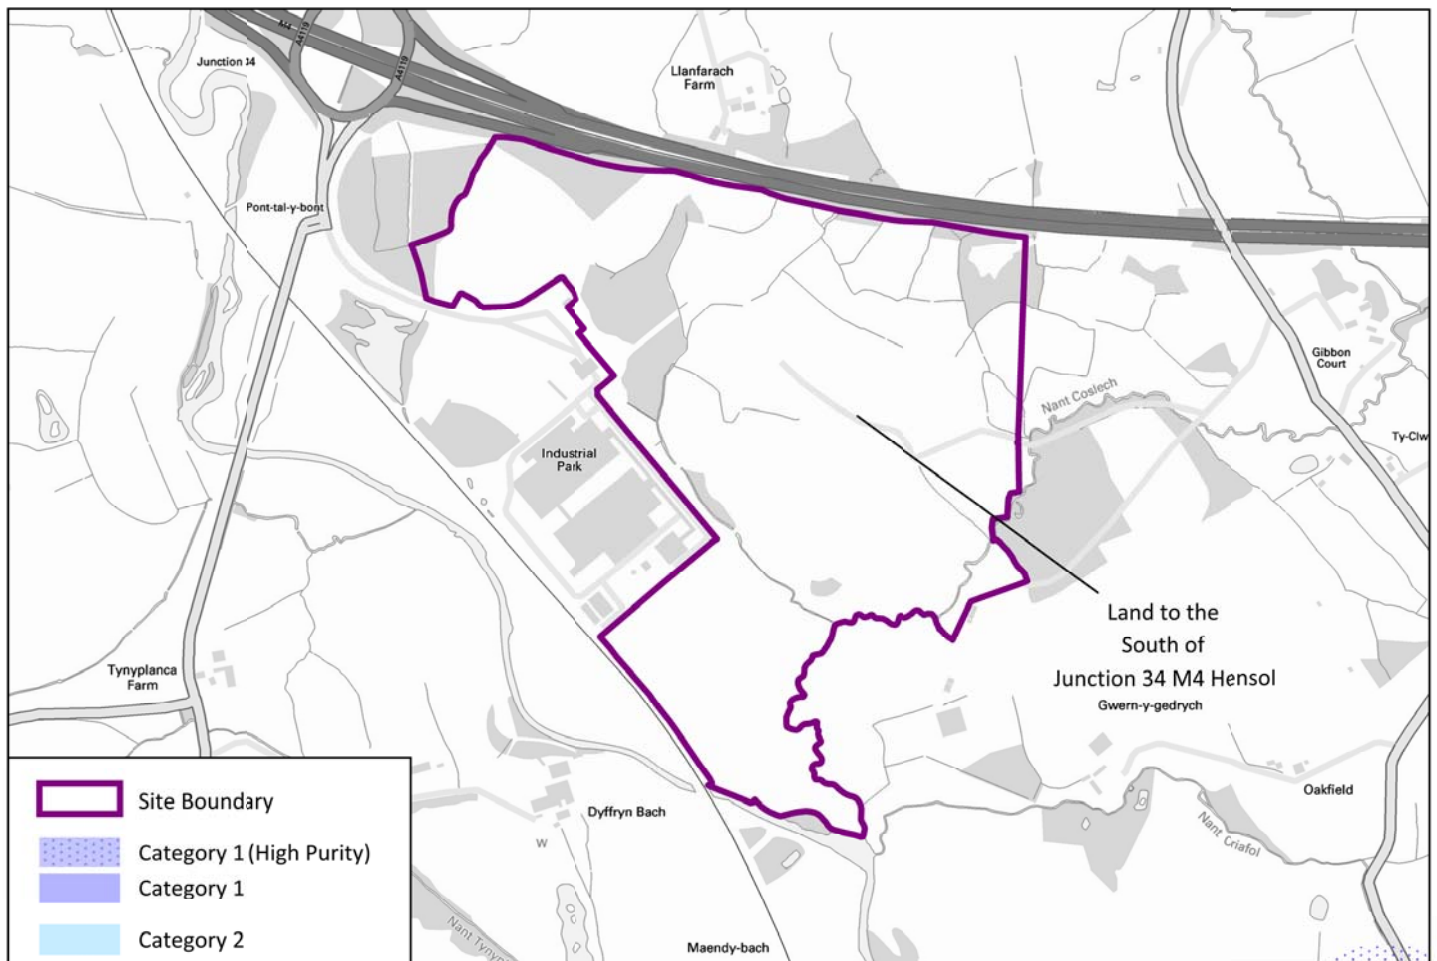 M4
A4119
A4119
Junction 34
Llanfarach
Farm
Pont-tal-y-bont
Gibbon
Court
Nant Coslech
Ty-Clw
Industrial
Park
Land to the
South of
Junction 34 M4 Hensol
Gwern-y-gedrych
Tynyplanca
Farm
Oakfield
Dyffryn Bach
W
Nant Criafol
Maendy-bach
Site Boundary
Category 1 (High Purity)
Category 1
Category 2